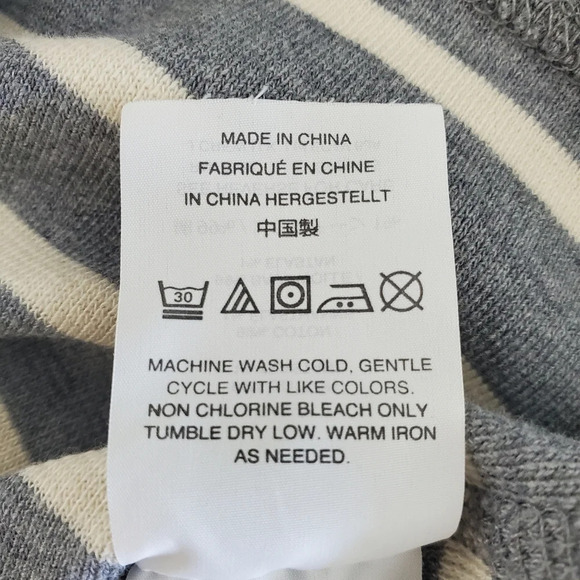 MADE IN CHINA
FABRIQUÉ EN CHINE
IN CHINA HERGESTELLT
中国製
30
MACHINE WASH COLD, GENTLE
CYCLE WITH LIKE COLORS.
NON CHLORINE BLEACH ONLY
TUMBLE DRY LOW. WARM IRON
AS NEEDED.